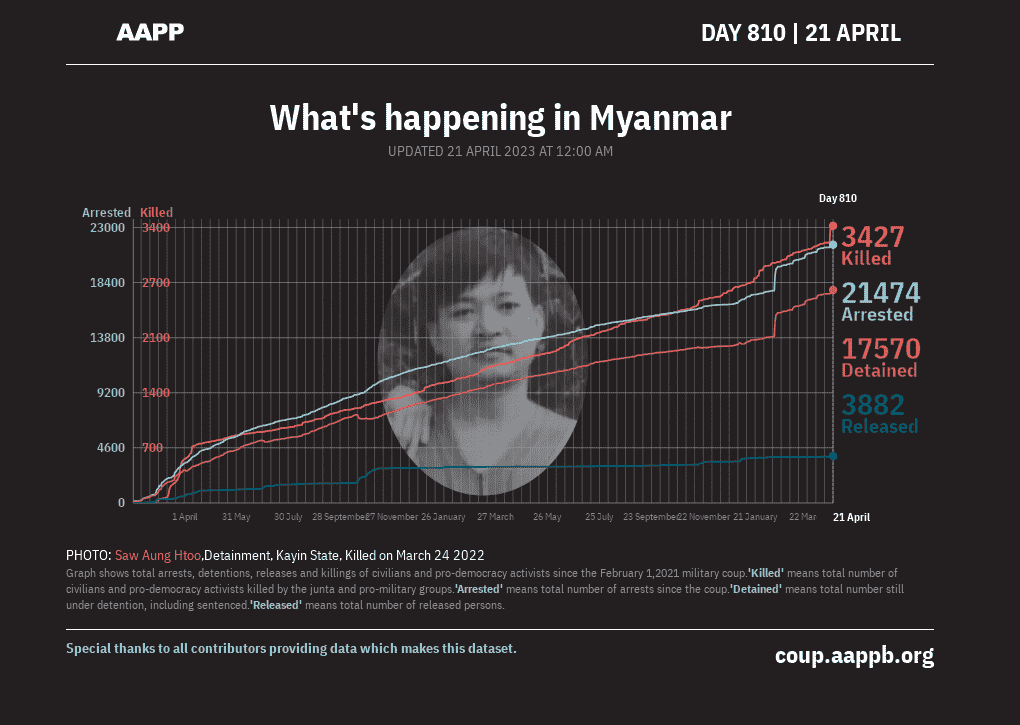 AAPP
DAY 810 | 21 APRIL
What's happening in Myanmar
UPDATED 21 APRIL 2023 AT 12:00 AM
Day 810
Arrested Killed
23000 3400
18400 2700
13800 2100
9200 1400
4600 700
0
3427
Killed
21474
Arrested
17570
Detained
3882
Released
1 April 31 May 30 July 28 September 27 November 26 January 27 March 26 May 25 July 23 September 22 November 21 January 22 Mar 21 April
PHOTO: Saw Aung Htoo,Detainment, Kayin State, Killed on March 24 2022
Graph shows total arrests, detentions, releases and killings of civilians and pro-democracy activists since the February 1,2021 military coup.'Killed' means total number of
civilians and pro-democracy activists killed by the junta and pro-military groups.'Arrested' means total number of arrests since the coup.'Detained' means total number still
under detention, including sentenced.'Released' means total number of released persons.
Special thanks to all contributors providing data which makes this dataset.
coup.aappb.org